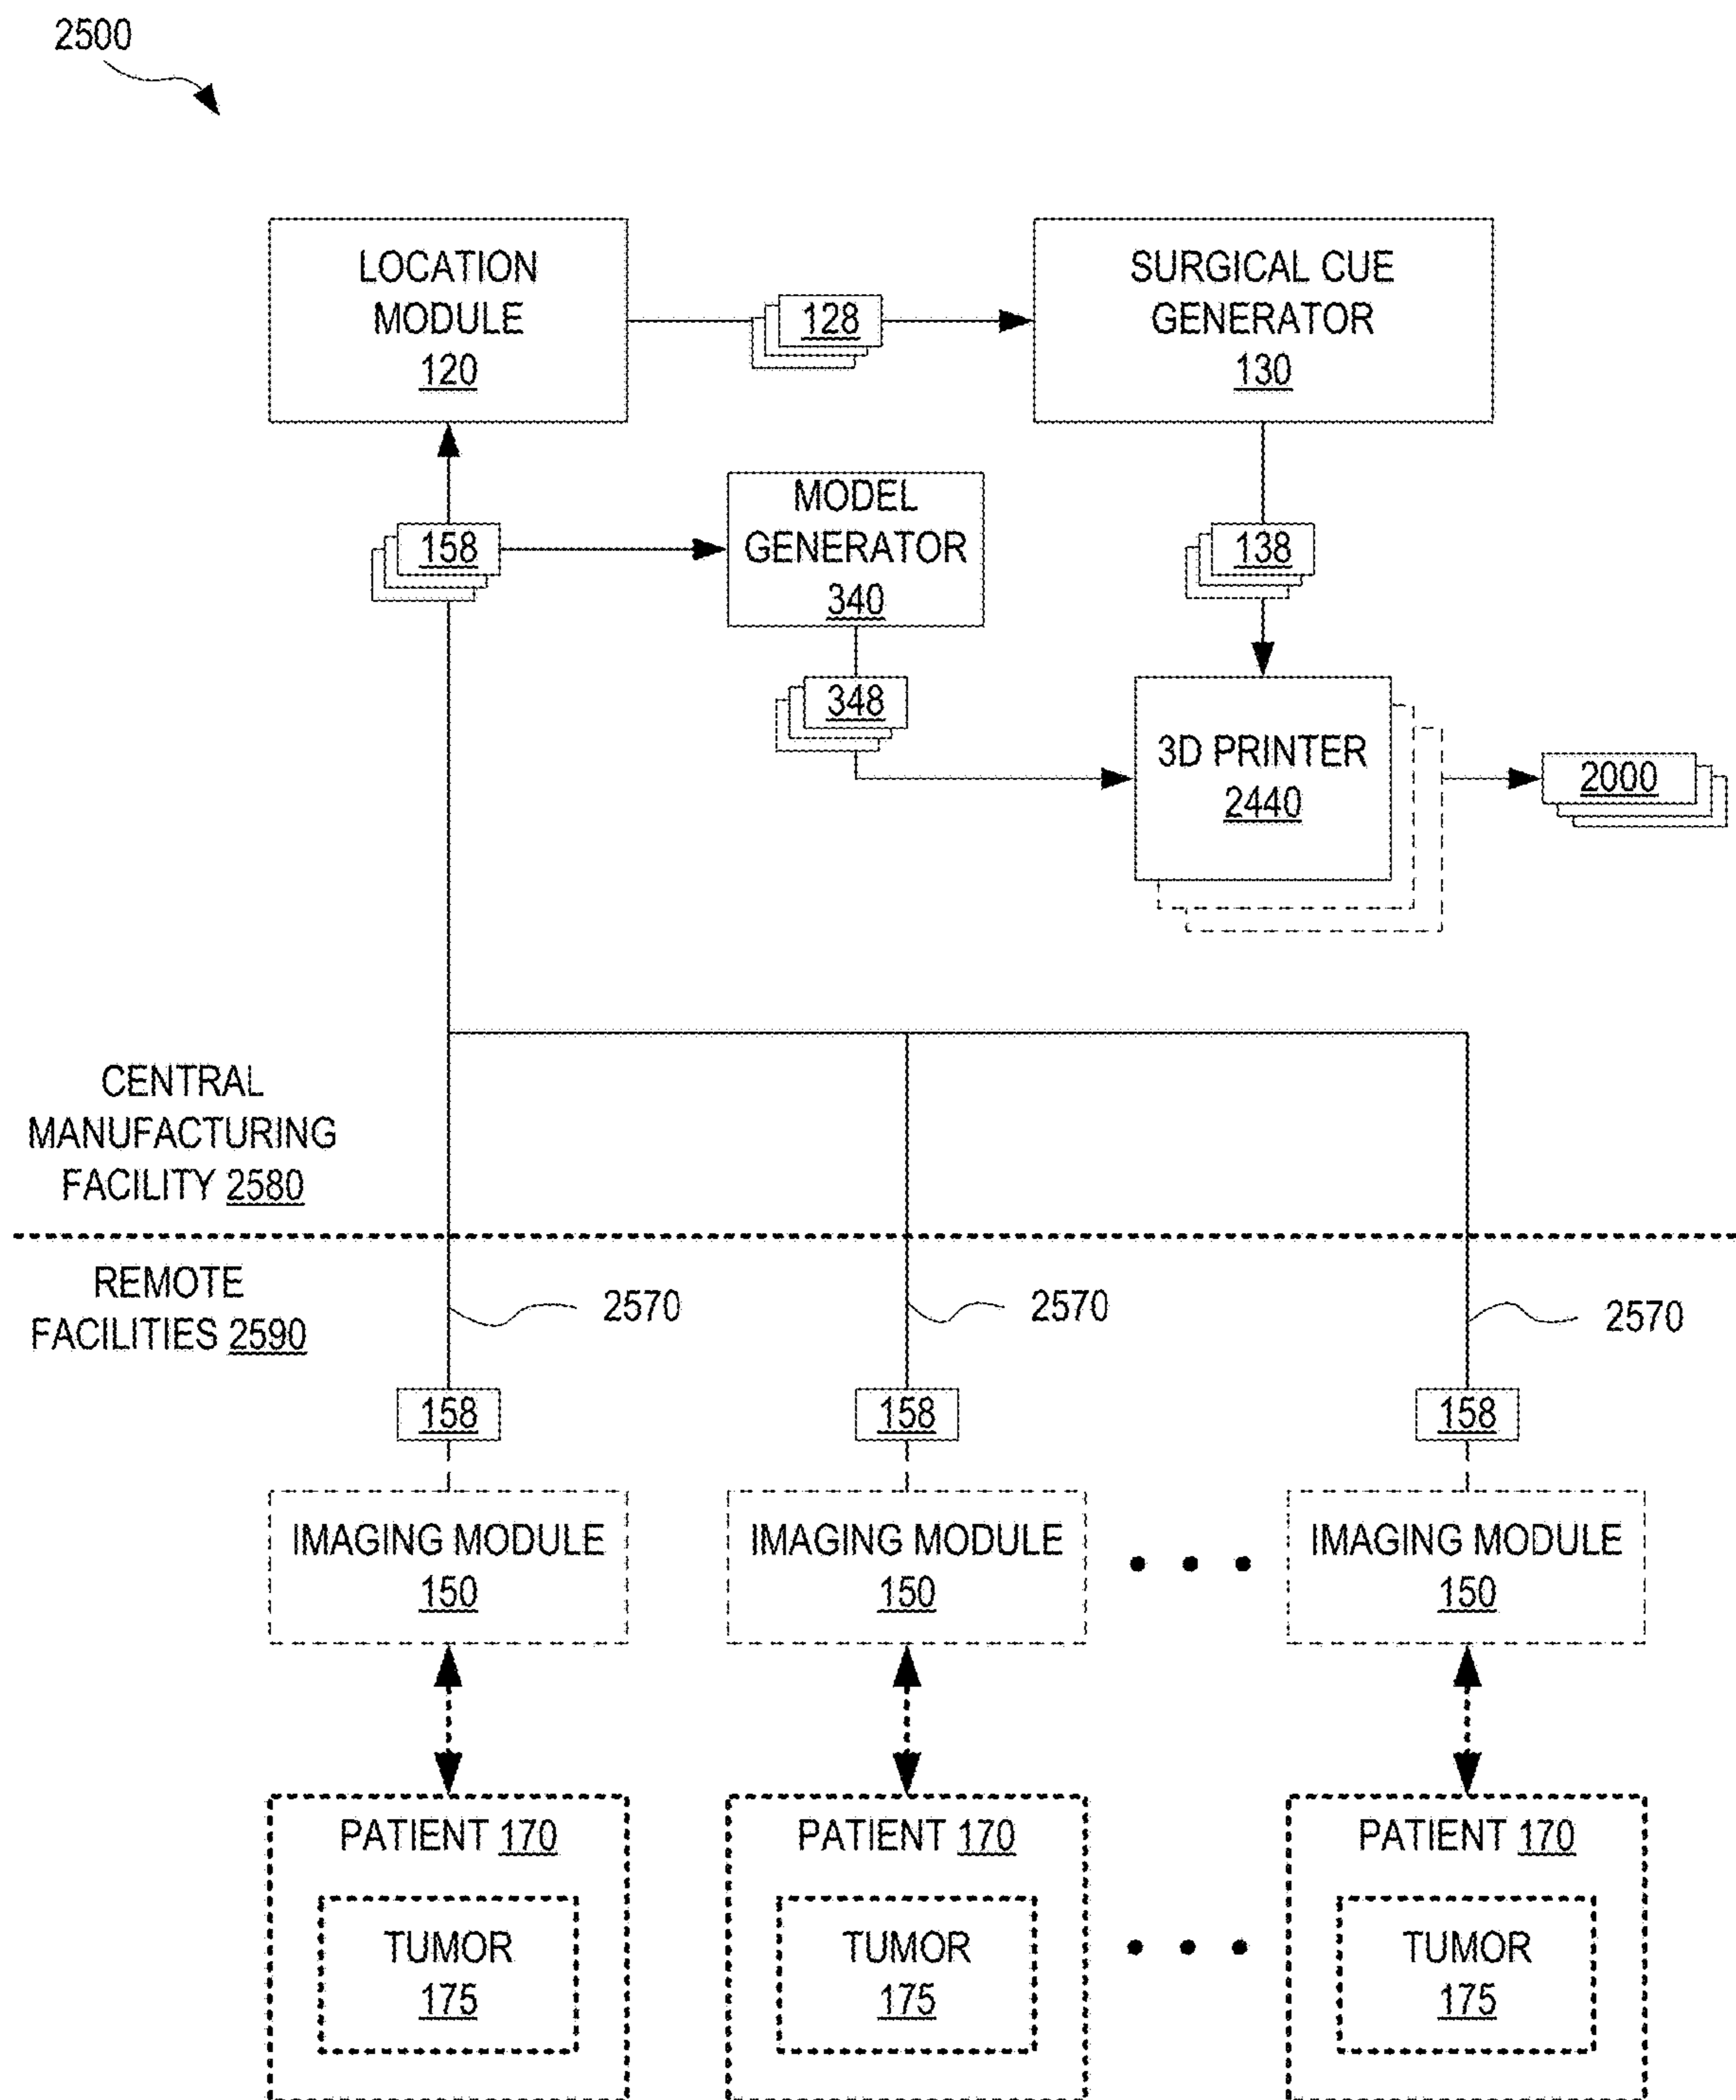 2500
LOCATION
MODULE
120
128
SURGICAL CUE
GENERATOR
130
158
MODEL
GENERATOR
340
138
348
3D PRINTER
2440
2000
CENTRAL
MANUFACTURING
FACILITY 2580
REMOTE
FACILITIES 2590
2570
2570
2570
158
158
158
IMAGING MODULE
150
IMAGING MODULE
150
IMAGING MODULE
150
PATIENT 170
TUMOR
175
PATIENT 170
TUMOR
175
PATIENT 170
TUMOR
175